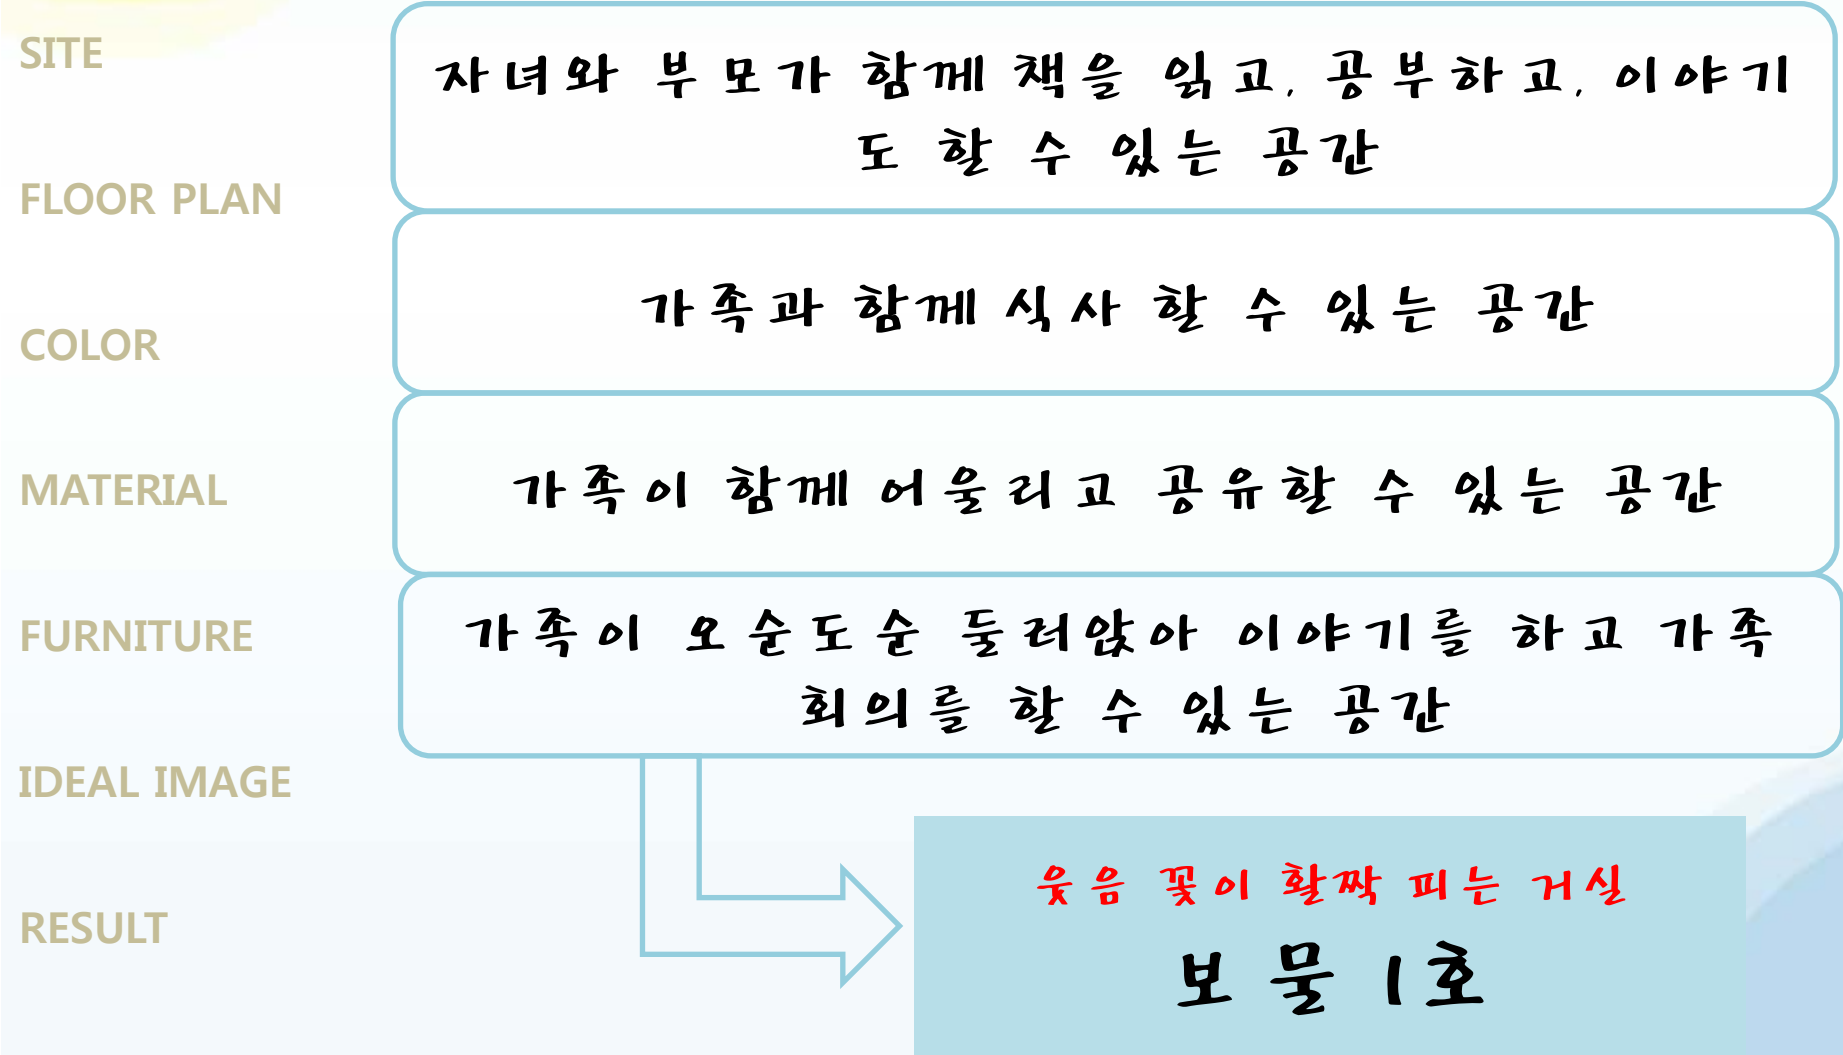 SITE
FLOOR PLAN
COLOR
MATERIAL
FURNITURE
IDEAL IMAGE
RESULT
자녀와 부모가 함께 책을 읽고, 공부하고, 이야기
도 할 수 있는 공간
가족과 함께 식사 할 수 있는 공간
가족이 함께 어울리고 공유할 수 있는 공간
가족이 오순도순 둘러앉아 이야기를 하고 가족
회의를 할 수 있는 공간
웃음 꽃이 활짝 피는 거실
보물 1호